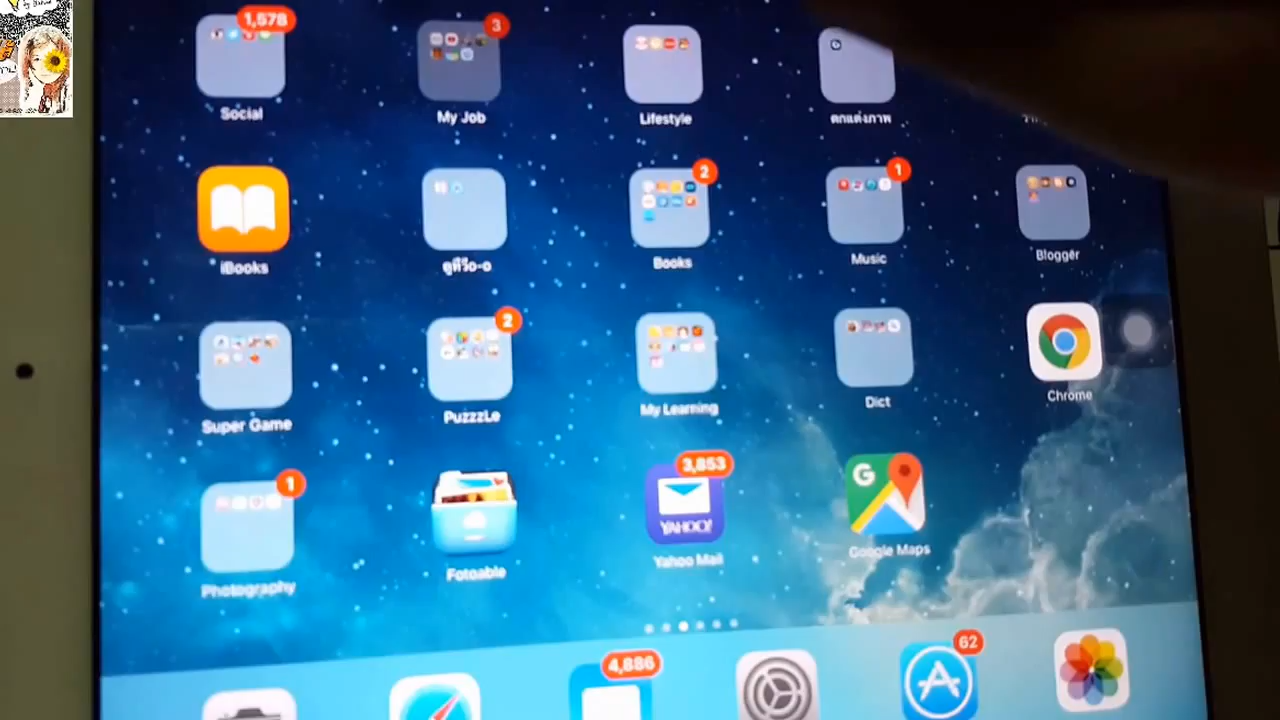 1,578
3
Social
My Job
Lifestyle
ตกแต่งภาพ
2
1
iBooks
ดูทีวีo-o
Books
Music
Blogger
2
Super Game
PuzzzLe
My Learning
Dict
Chrome
1
3,853
YAHOO!
G
Photography
Fotoable
Yahoo Mail
Google Maps
4,886
62